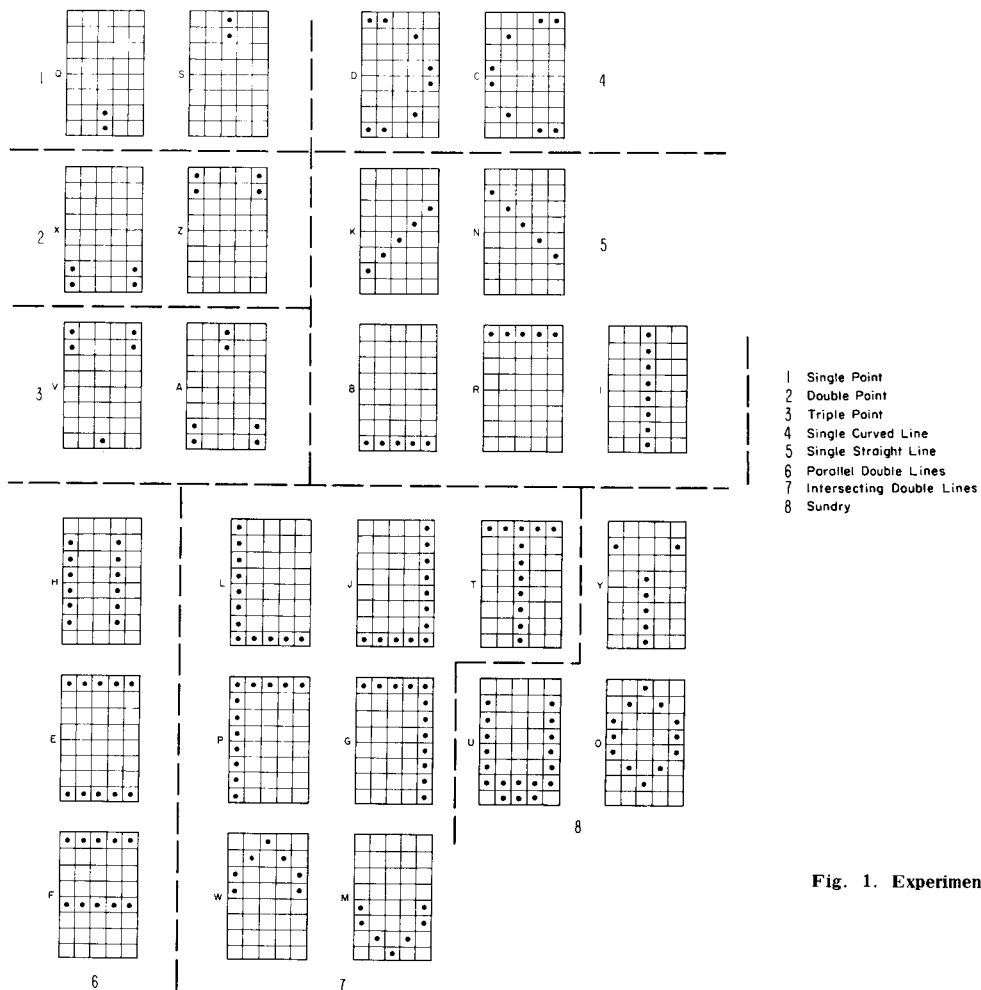 1 Q S D C 4
2 X Z K N 5
3 V A 8 R I
1 Single Point
2 Double Point
3 Triple Point
4 Single Curved Line
5 Single Straight Line
6 Parallel Double Lines
7 Intersecting Double Lines
8 Sundry
H L J T Y
E P G U O
8
F W M
Fig. 1. Experimen
6 7